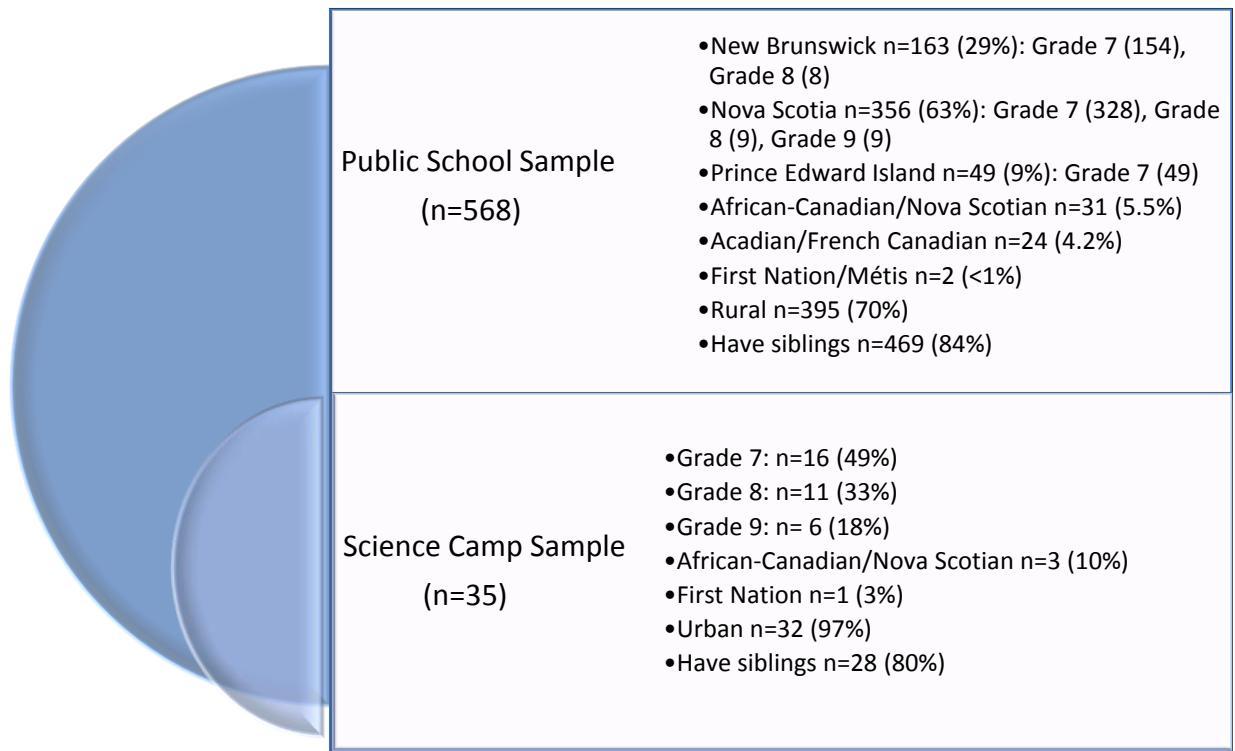 Public School Sample
(n=568)
•New Brunswick n=163 (29%): Grade 7 (154),
Grade 8 (8)
•Nova Scotia n=356 (63%): Grade 7 (328), Grade
8 (9), Grade 9 (9)
•Prince Edward Island n=49 (9%): Grade 7 (49)
•African-Canadian/Nova Scotian n=31 (5.5%)
•Acadian/French Canadian n=24 (4.2%)
•First Nation/Métis n=2 (<1%)
•Rural n=395 (70%)
•Have siblings n=469 (84%)
Science Camp Sample
(n=35)
•Grade 7: n=16 (49%)
•Grade 8: n=11 (33%)
•Grade 9: n= 6 (18%)
•African-Canadian/Nova Scotian n=3 (10%)
•First Nation n=1 (3%)
•Urban n=32 (97%)
•Have siblings n=28 (80%)